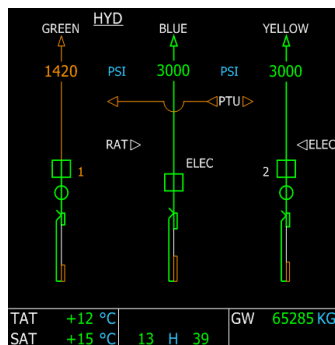 HYD
GREEN BLUE YELLOW
1420 PSI 3000 PSI 3000
PTU
RAT ELEC
ELEC
1 2
TAT +12 °C GW 65285 KG
SAT +15 °C 13 H 39